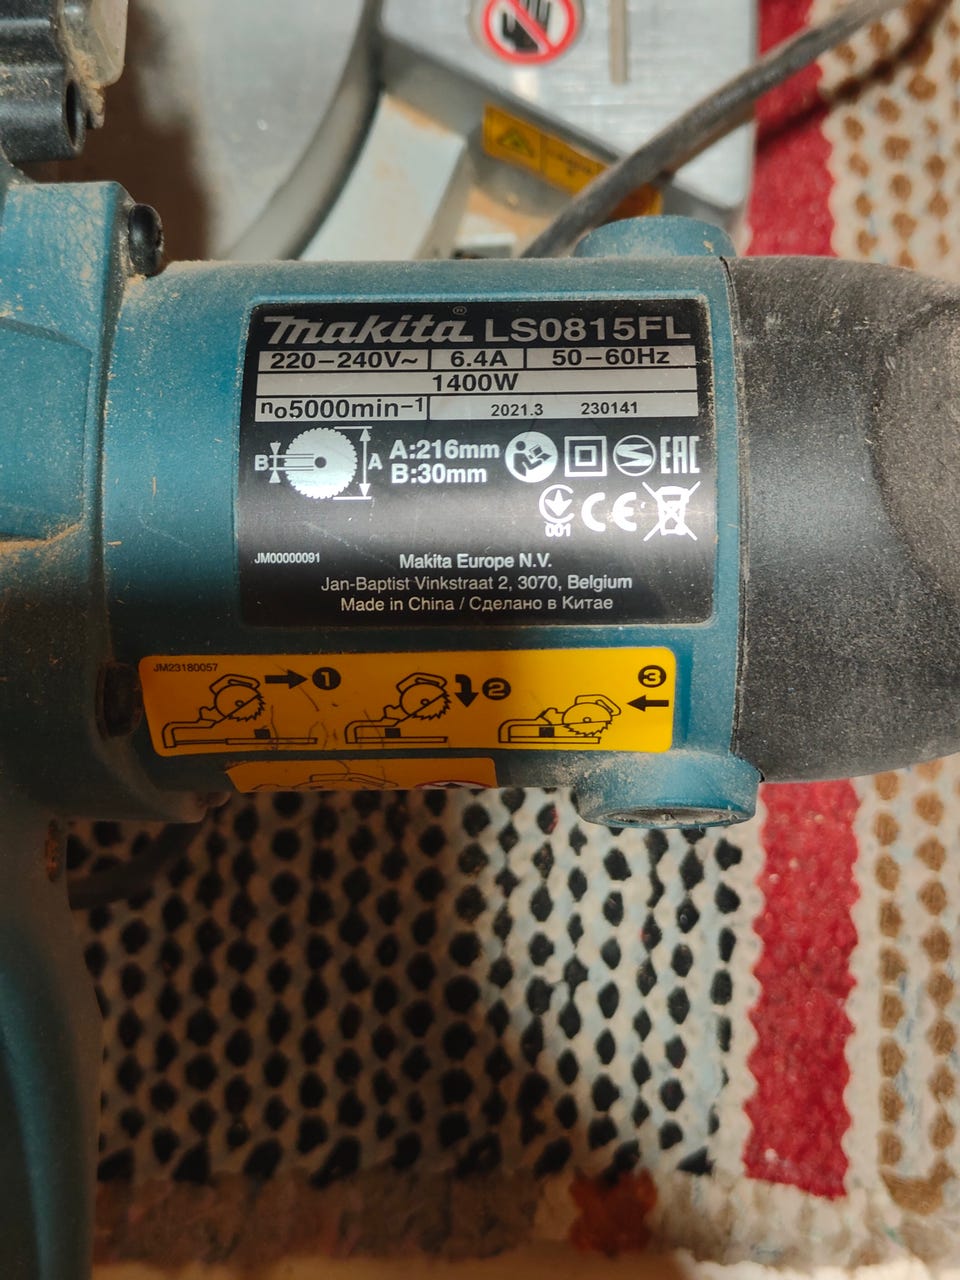 makita® LS0815FL
220–240V~ 6.4A 50–60Hz
1400W
no5000min-1 2021.3 230141
B A A:216mm
B:30mm
EAC
001 CE
JM00000091
Makita Europe N.V.
Jan-Baptist Vinkstraat 2, 3070, Belgium
Made in China / Сделано в Китае
JM23180057
1 2 3